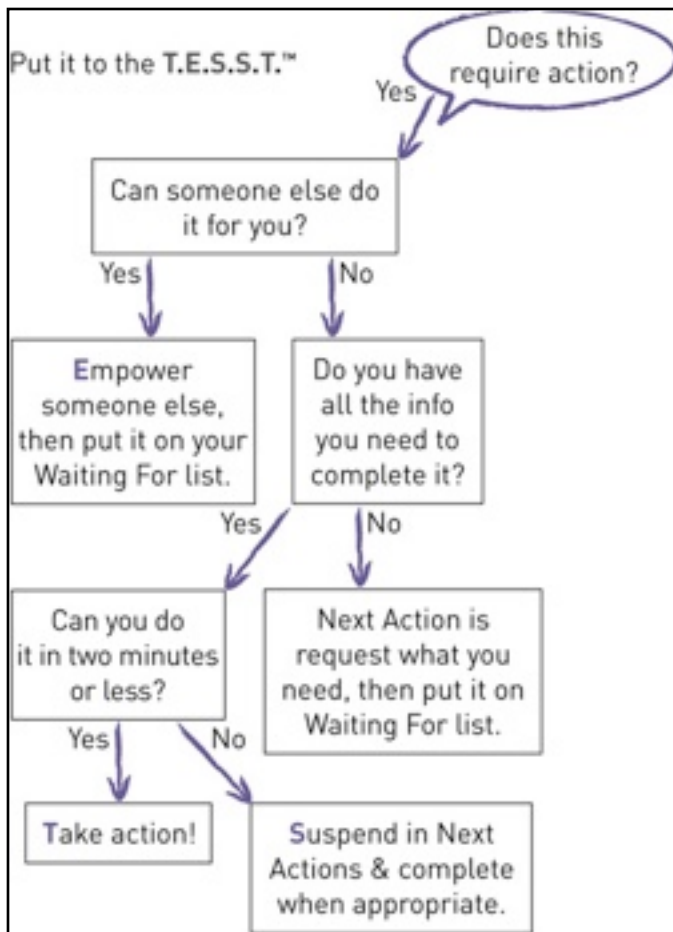 Put it to the T.E.S.S.T.™
Does this
require action?
Yes
Can someone else do
it for you?
Yes
No
Empower
someone else,
then put it on your
Waiting For list.
Do you have
all the info
you need to
complete it?
Yes
No
Can you do
it in two minutes
or less?
Next Action is
request what you
need, then put it on
Waiting For list.
Yes
No
Take action!
Suspend in Next
Actions & complete
when appropriate.